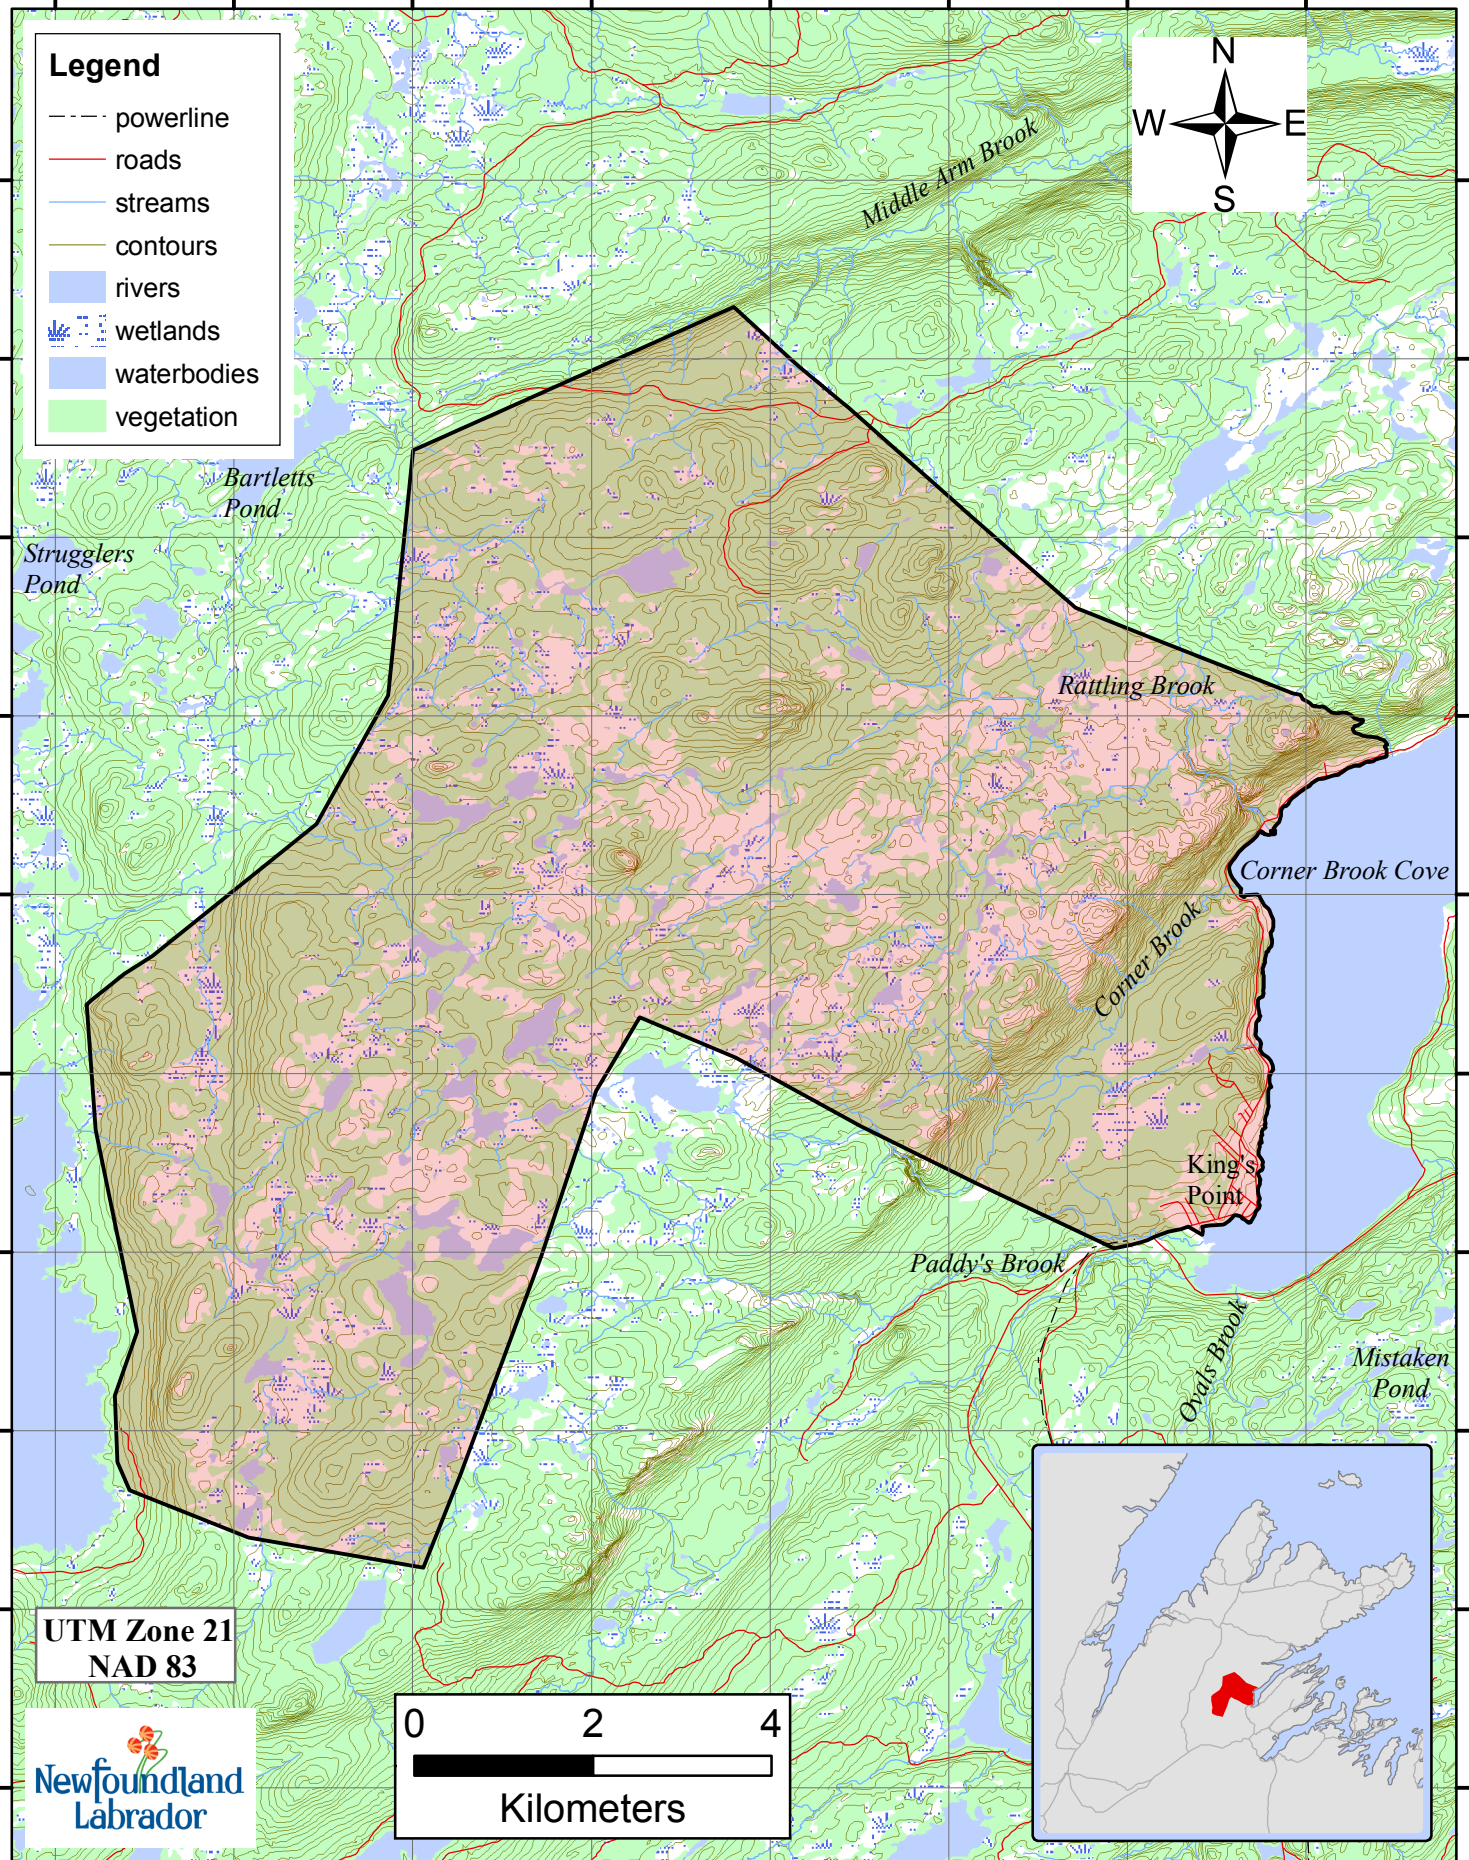 Legend
powerline
roads
streams
contours
rivers
wetlands
waterbodies
vegetation
N
W E
S
Middle Arm Brook
Bartletts
Pond
Strugglers
Pond
Rattling Brook
Corner Brook Cove
Corner Brook
King's
Point
Paddy's Brook
Ovals Brook
Mistaken
Pond
UTM Zone 21
NAD 83
Newfoundland
Labrador
0 2 4
Kilometers